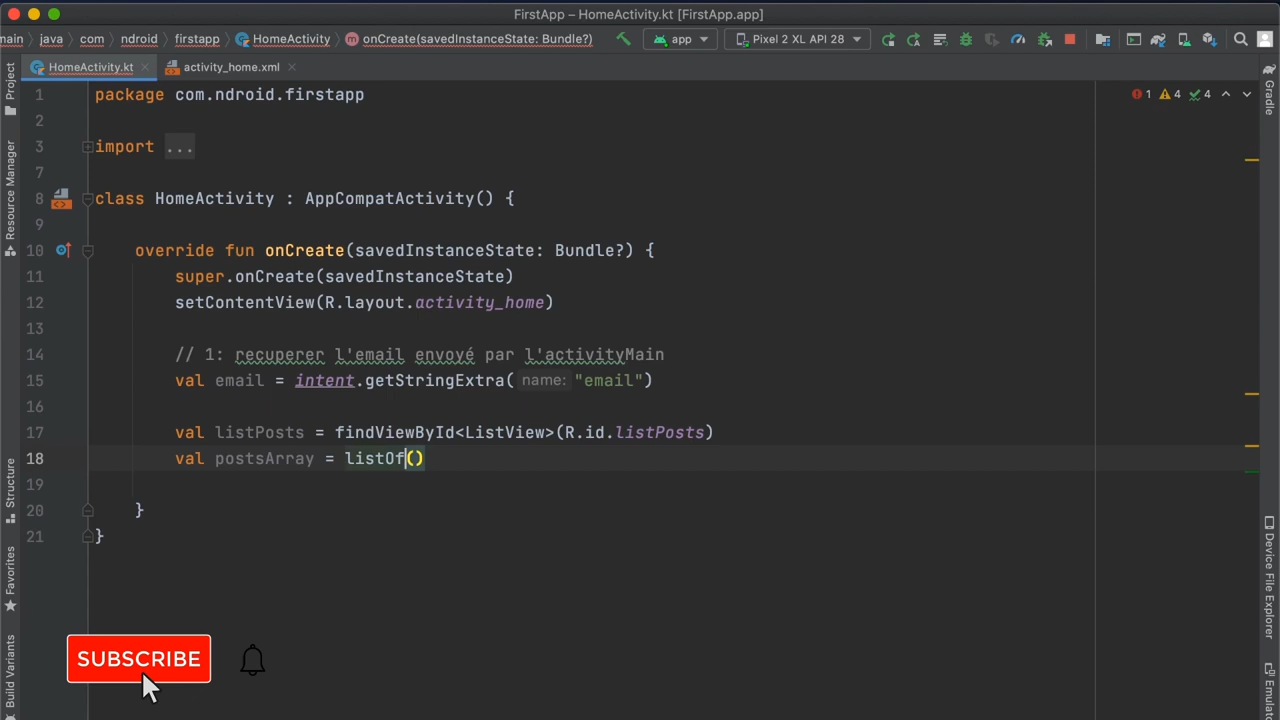 FirstApp – HomeActivity.kt [FirstApp.app]
main java com ndroid firstapp HomeActivity onCreate(savedInstanceState: Bundle?) app Pixel 2 XL API 28
HomeActivity.kt activity_home.xml
Project
Resource Manager
Structure
Favorites
Build Variants
1 package com.ndroid.firstapp
2
3 import ...
7
8 class HomeActivity : AppCompatActivity() {
9
10 override fun onCreate(savedInstanceState: Bundle?) {
11 super.onCreate(savedInstanceState)
12 setContentView(R.layout.activity_home)
13
14 // 1: recuperer l'email envoyé par l'activityMain
15 val email = intent.getStringExtra( name: "email")
16
17 val listPosts = findViewById<ListView>(R.id.listPosts)
18 val postsArray = listOf()
19
20 }
21 }
1 4 4
Gradle
Device File Explorer
Emulat
SUBSCRIBE